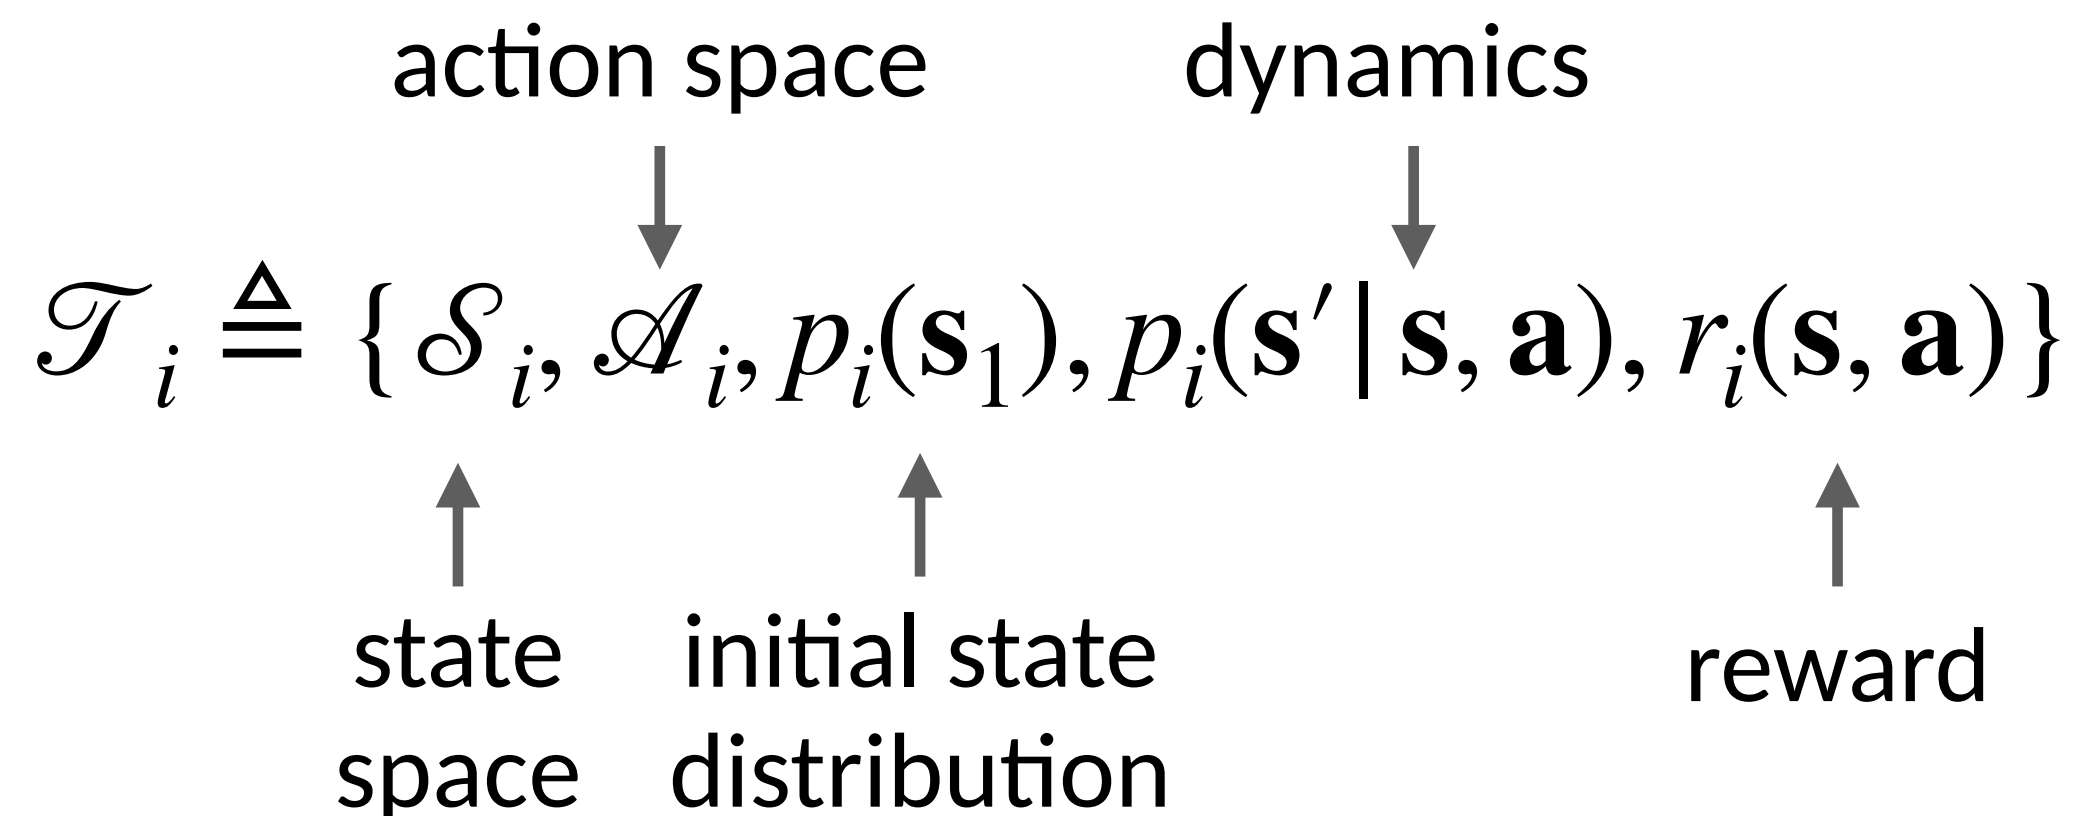 action space dynamics
𝒯ᵢ ≜ {𝒮ᵢ, 𝒜ᵢ, pᵢ(𝐬₁), pᵢ(𝐬′|𝐬, 𝐚), rᵢ(𝐬, 𝐚)}
state initial state reward
space distribution